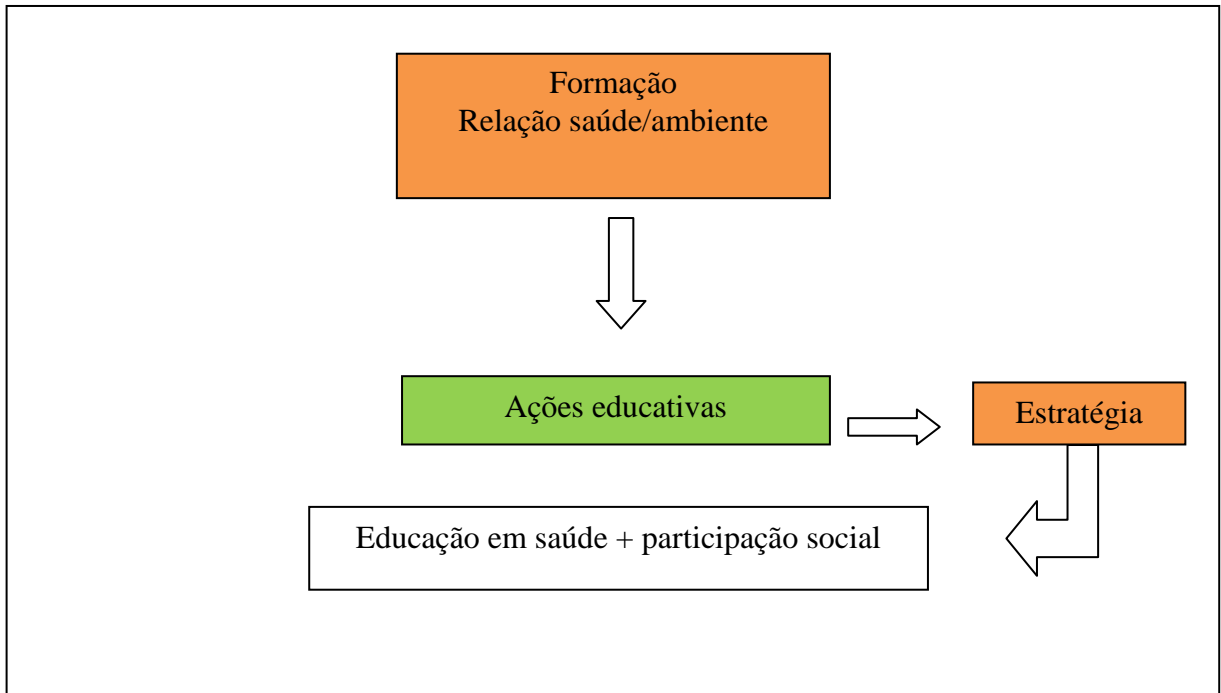 Formação
Relação saúde/ambiente
Ações educativas
Estratégia
Educação em saúde + participação social